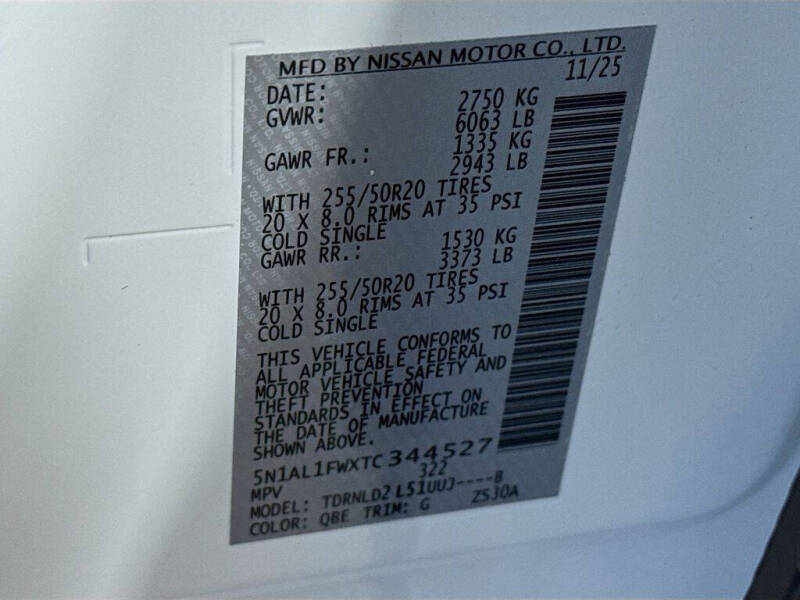 MFD BY NISSAN MOTOR CO., LTD.
DATE: 11/25
GVWR: 2750 KG
6063 LB
GAWR FR.: 1335 KG
2943 LB
WITH 255/50R20 TIRES
20 X 8.0 RIMS AT 35 PSI
COLD SINGLE
GAWR RR.: 1530 KG
3373 LB
WITH 255/50R20 TIRES
20 X 8.0 RIMS AT 35 PSI
COLD SINGLE
THIS VEHICLE CONFORMS TO
ALL APPLICABLE FEDERAL
MOTOR VEHICLE SAFETY AND
THEFT PREVENTION
STANDARDS IN EFFECT ON
THE DATE OF MANUFACTURE
SHOWN ABOVE.
5N1AL1FWXTC344527
MPV 322
MODEL: TDRNLD2L51UUJ----B
COLOR: QBE TRIM: G ZS30A